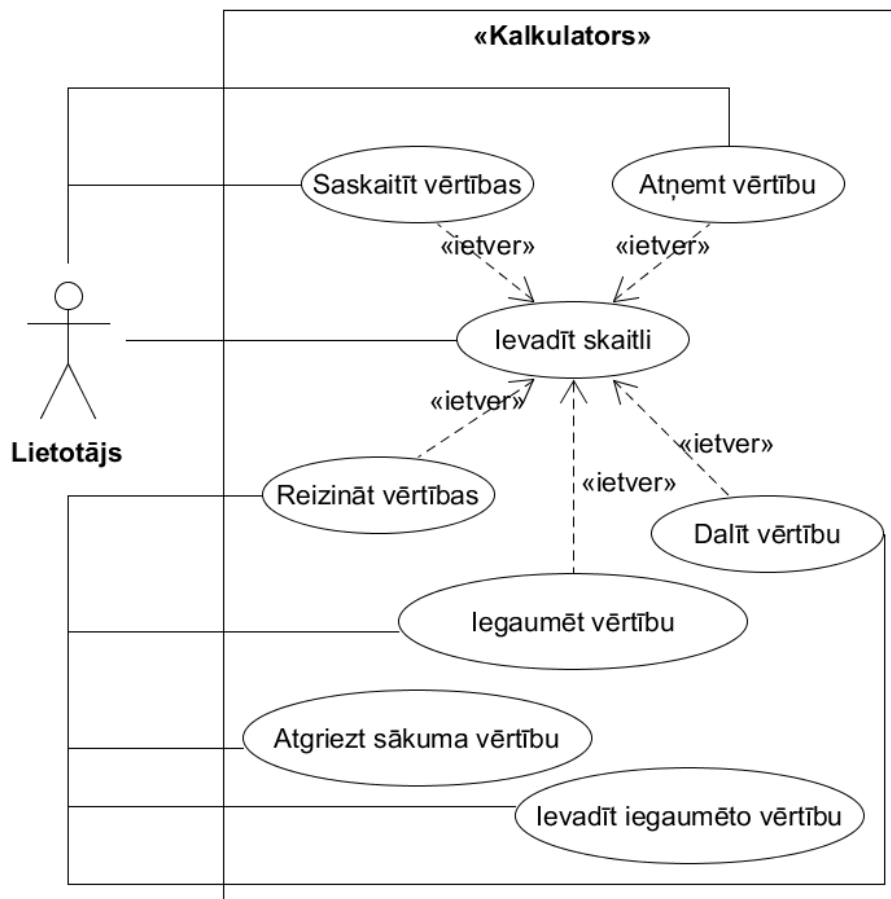 «Kalkulators»
Saskaitīt vērtības
Atņemt vērtību
«ietver»
«ietver»
Ievadīt skaitli
«ietver»
«ietver»
Lietotājs
«ietver»
Reizināt vērtības
Dalīt vērtību
Iegaumēt vērtību
Atgriezt sākuma vērtību
Ievadīt iegaumēto vērtību